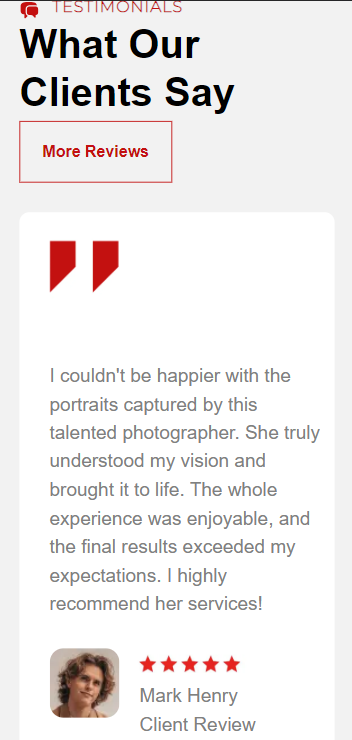 TESTIMONIALS
What Our
Clients Say
More Reviews
I couldn't be happier with the
portraits captured by this
talented photographer. She truly
understood my vision and
brought it to life. The whole
experience was enjoyable, and
the final results exceeded my
expectations. I highly
recommend her services!
Mark Henry
Client Review